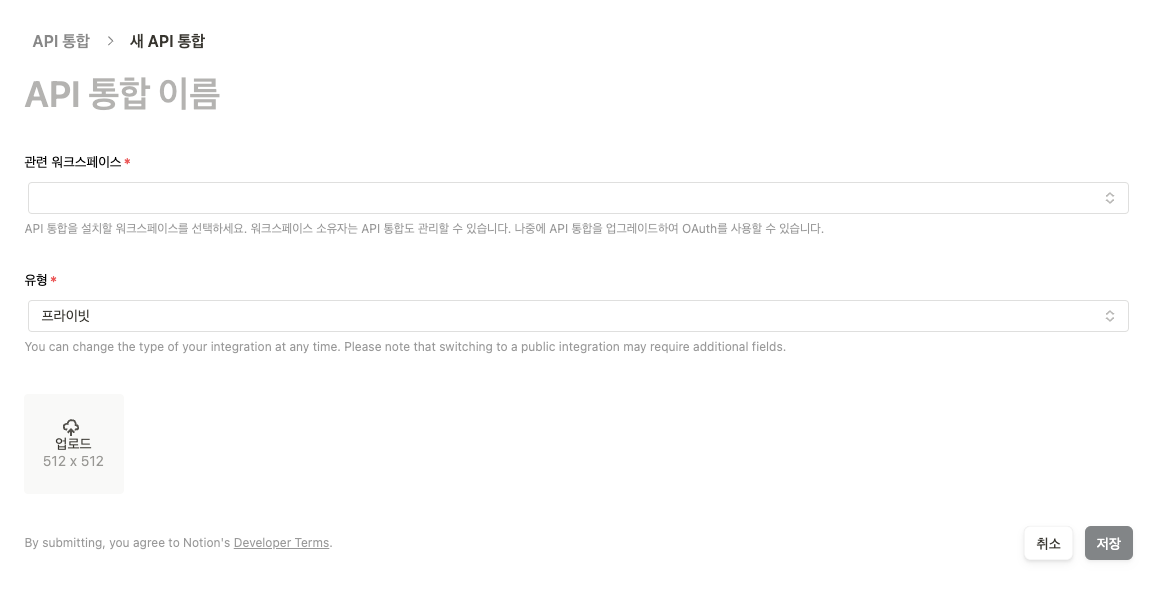 API 통합 > 새 API 통합
API 통합 이름
관련 워크스페이스 *
API 통합을 설치할 워크스페이스를 선택하세요. 워크스페이스 소유자는 API 통합도 관리할 수 있습니다. 나중에 API 통합을 업그레이드하여 OAuth를 사용할 수 있습니다.
유형 *
프라이빗
You can change the type of your integration at any time. Please note that switching to a public integration may require additional fields.
업로드
512 x 512
By submitting, you agree to Notion's Developer Terms.
취소
저장